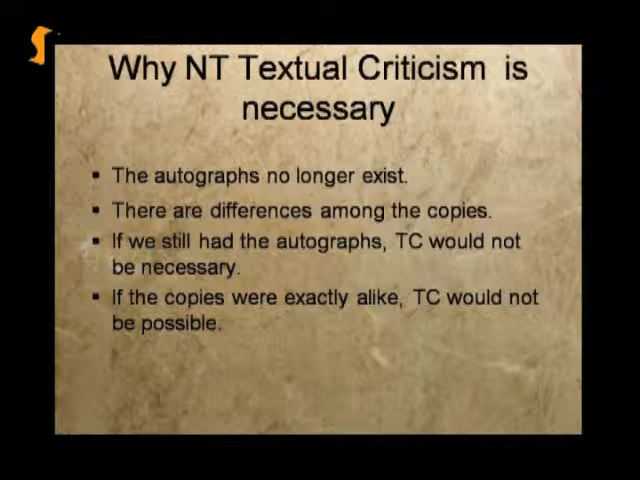 Why NT Textual Criticism is
necessary
▪ The autographs no longer exist.
▪ There are differences among the copies.
▪ If we still had the autographs, TC would not
be necessary.
▪ If the copies were exactly alike, TC would not
be possible.